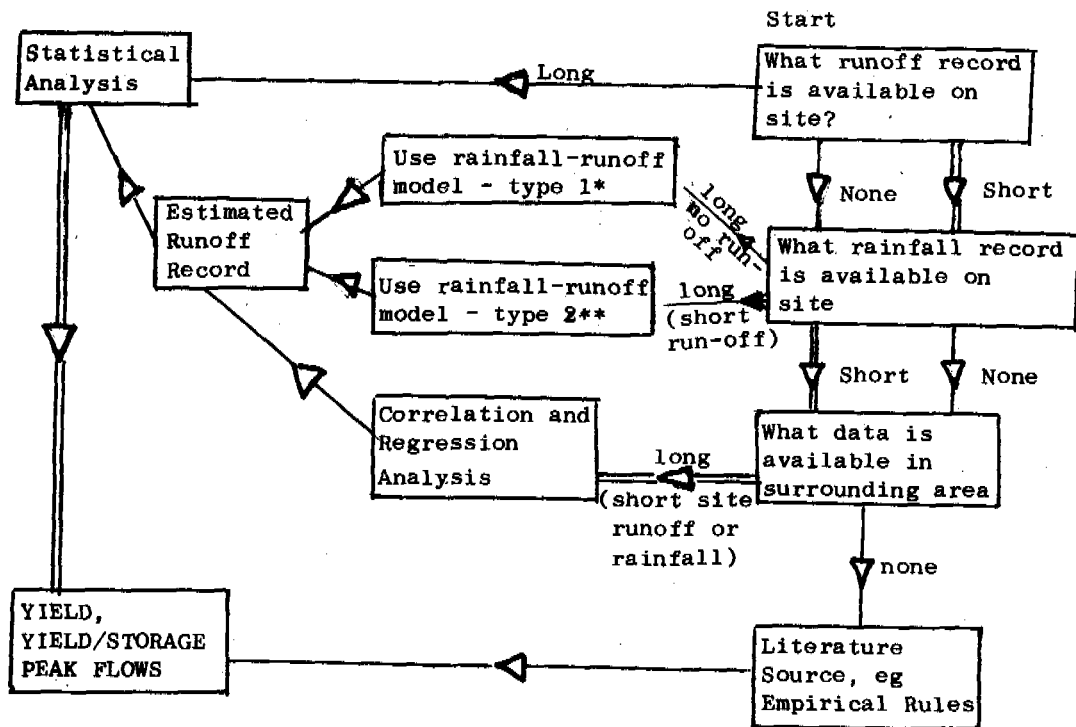 Start
Statistical
Analysis
Long
What runoff record
is available on
site?
Use rainfall-runoff
model - type 1*
long
mo run-
off
None
Short
Estimated
Runoff
Record
What rainfall record
is available on
site
Use rainfall-runoff
model - type 2**
long
(short
run-off)
Short
None
Correlation and
Regression
Analysis
long
(short site
runoff or
rainfall)
What data is
available in
surrounding area
none
YIELD,
YIELD/STORAGE
PEAK FLOWS
Literature
Source, eg
Empirical Rules